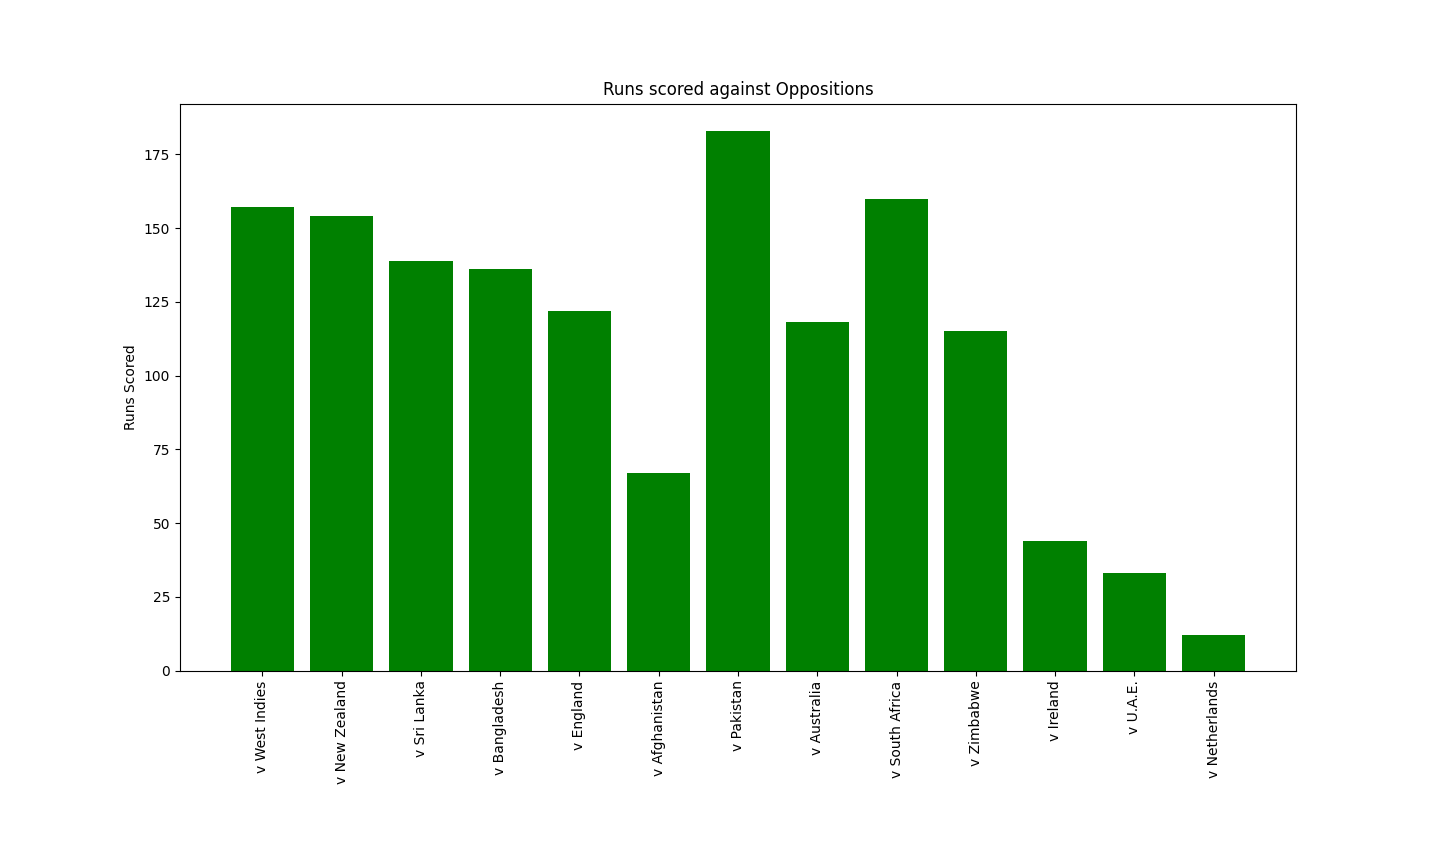 Runs scored against Oppositions
Runs Scored
175
150
125
100
75
50
25
0
v West Indies
v New Zealand
v Sri Lanka
v Bangladesh
v England
v Afghanistan
v Pakistan
v Australia
v South Africa
v Zimbabwe
v Ireland
v U.A.E.
v Netherlands